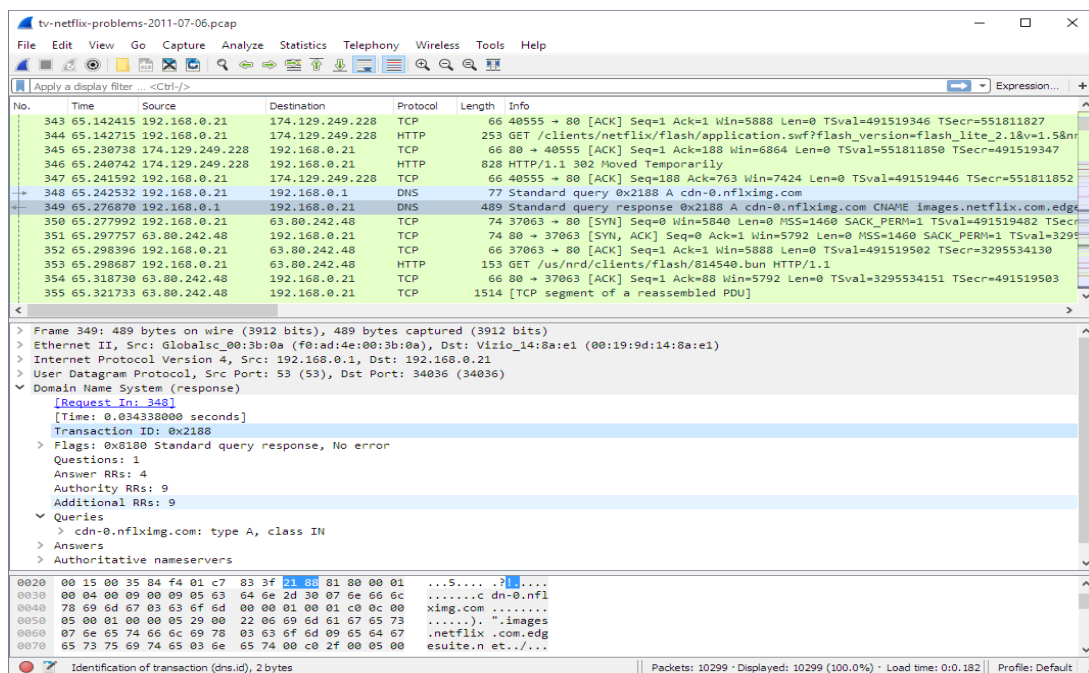 tv-netflix-problems-2011-07-06.pcap
File Edit View Go Capture Analyze Statistics Telephony Wireless Tools Help
Apply a display filter ... <Ctrl-/> Expression... +
No. Time Source Destination Protocol Length Info
343 65.142415 192.168.0.21 174.129.249.228 TCP 66 40555 → 80 [ACK] Seq=1 Ack=1 Win=5888 Len=0 TSval=491519346 TSecr=551811827
344 65.142715 192.168.0.21 174.129.249.228 HTTP 253 GET /clients/netflix/flash/application.swf?flash_version=flash_lite_2.1&v=1.5&nr
345 65.230738 174.129.249.228 192.168.0.21 TCP 66 80 → 40555 [ACK] Seq=1 Ack=188 Win=6864 Len=0 TSval=551811850 TSecr=491519347
346 65.240742 174.129.249.228 192.168.0.21 HTTP 828 HTTP/1.1 302 Moved Temporarily
347 65.241592 192.168.0.21 174.129.249.228 TCP 66 40555 → 80 [ACK] Seq=188 Ack=763 Win=7424 Len=0 TSval=491519446 TSecr=551811852
348 65.242532 192.168.0.21 192.168.0.1 DNS 77 Standard query 0x2188 A cdn-0.nflximg.com
349 65.276870 192.168.0.1 192.168.0.21 DNS 489 Standard query response 0x2188 A cdn-0.nflximg.com CNAME images.netflix.com.edge
350 65.277992 192.168.0.21 63.80.242.48 TCP 74 37063 → 80 [SYN] Seq=0 Win=5840 Len=0 MSS=1460 SACK_PERM=1 TSval=491519482 TSecr
351 65.297757 63.80.242.48 192.168.0.21 TCP 74 80 → 37063 [SYN, ACK] Seq=0 Ack=1 Win=5792 Len=0 MSS=1460 SACK_PERM=1 TSval=3295
352 65.298396 192.168.0.21 63.80.242.48 TCP 66 37063 → 80 [ACK] Seq=1 Ack=1 Win=5888 Len=0 TSval=491519502 TSecr=3295534130
353 65.298687 192.168.0.21 63.80.242.48 HTTP 153 GET /us/nrd/clients/flash/814540.bun HTTP/1.1
354 65.318730 63.80.242.48 192.168.0.21 TCP 66 80 → 37063 [ACK] Seq=1 Ack=88 Win=5792 Len=0 TSval=3295534151 TSecr=491519503
355 65.321733 63.80.242.48 192.168.0.21 TCP 1514 [TCP segment of a reassembled PDU]
> Frame 349: 489 bytes on wire (3912 bits), 489 bytes captured (3912 bits)
> Ethernet II, Src: Globalsc_00:3b:0a (f0:ad:4e:00:3b:0a), Dst: Vizio_14:8a:e1 (00:19:9d:14:8a:e1)
> Internet Protocol Version 4, Src: 192.168.0.1, Dst: 192.168.0.21
> User Datagram Protocol, Src Port: 53 (53), Dst Port: 34036 (34036)
Domain Name System (response)
[Request In: 348]
[Time: 0.034338000 seconds]
Transaction ID: 0x2188
> Flags: 0x8180 Standard query response, No error
Questions: 1
Answer RRs: 4
Authority RRs: 9
Additional RRs: 9
Queries
> cdn-0.nflximg.com: type A, class IN
> Answers
> Authoritative nameservers
0020 00 15 00 35 84 f4 01 c7 83 3f 21 88 81 80 00 01 ...5.... .?!.....
0030 00 04 00 09 00 09 05 63 64 6e 2d 30 07 6e 66 6c .......c dn-0.nfl
0040 78 69 6d 67 03 63 6f 6d 00 00 01 00 01 c0 0c 00 ximg.com ........
0050 05 00 01 00 00 05 29 00 22 06 69 6d 61 67 65 73 ......). ".images
0060 07 6e 65 74 66 6c 69 78 03 63 6f 6d 09 65 64 67 .netflix .com.edg
0070 65 73 75 69 74 65 03 6e 65 74 00 c0 2f 00 05 00 esuite.n et../...
Identification of transaction (dns.id), 2 bytes Packets: 10299 · Displayed: 10299 (100.0%) · Load time: 0:0.182 Profile: Default